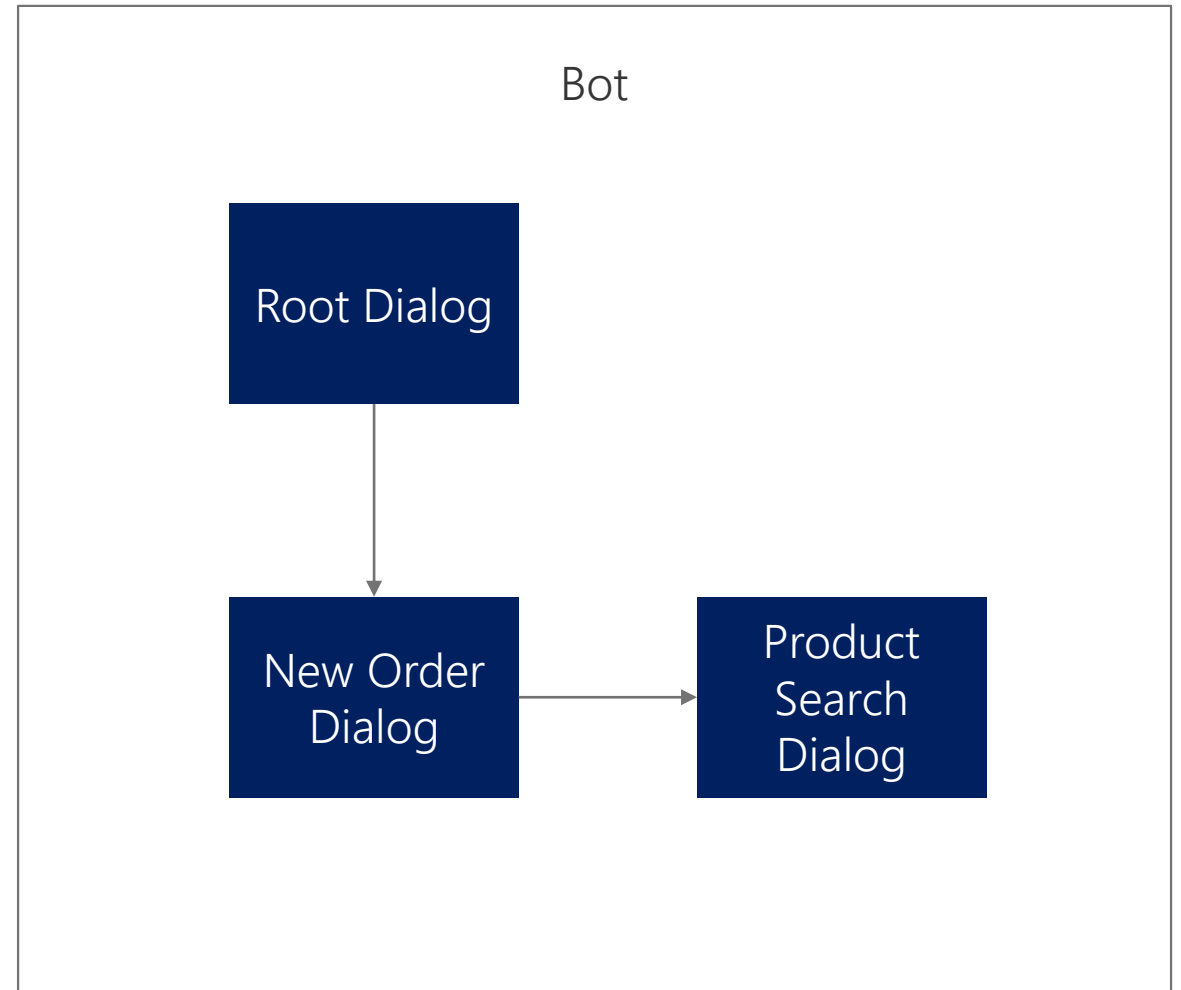 Bot
Root Dialog
New Order
Dialog
Product
Search
Dialog